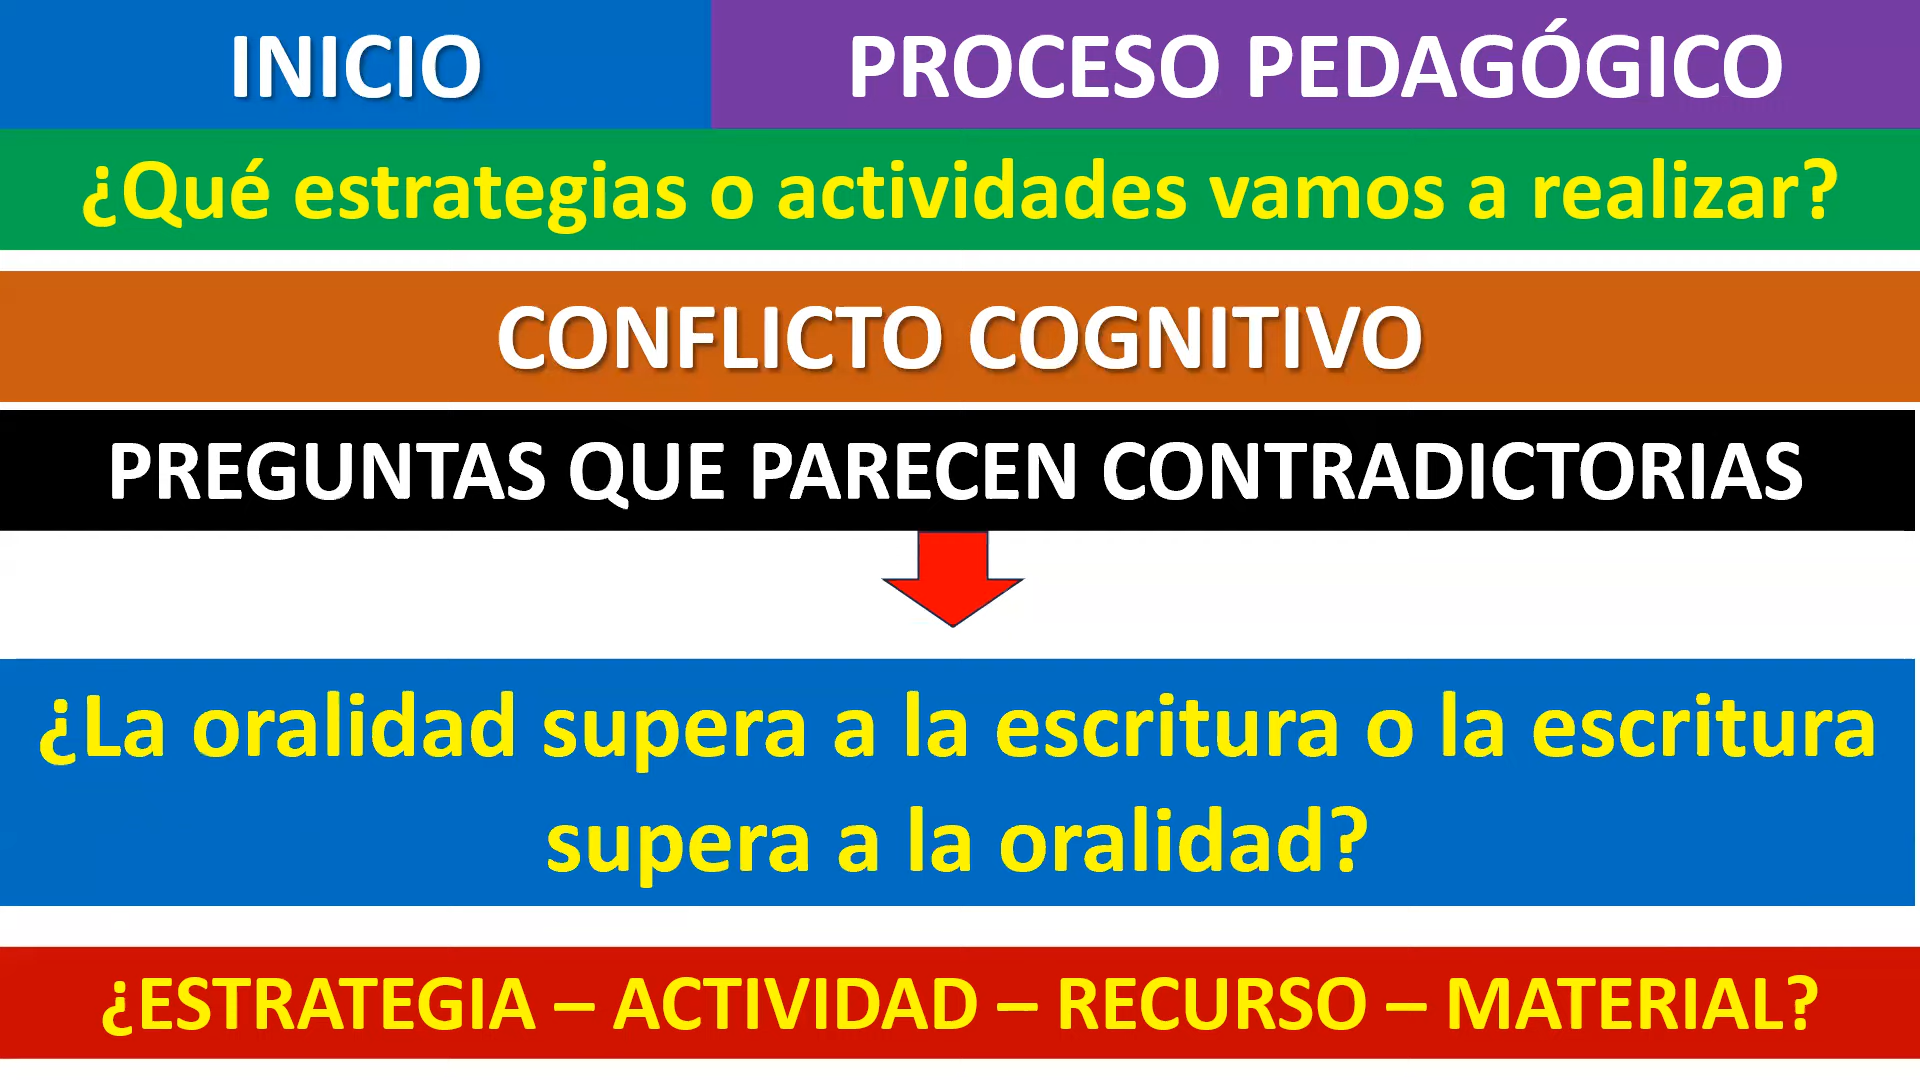 INICIO
PROCESO PEDAGÓGICO
¿Qué estrategias o actividades vamos a realizar?
CONFLICTO COGNITIVO
PREGUNTAS QUE PARECEN CONTRADICTORIAS
¿La oralidad supera a la escritura o la escritura
supera a la oralidad?
¿ESTRATEGIA – ACTIVIDAD – RECURSO – MATERIAL?